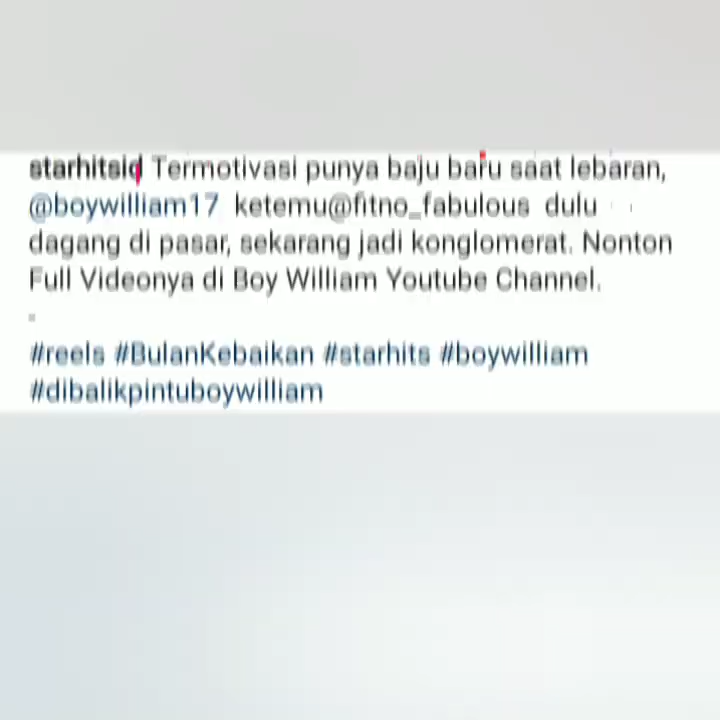 starhitsid Termotivasi punya baju baru saat lebaran,
@boywilliam17 ketemu@fitno_fabulous dulu
dagang di pasar, sekarang jadi konglomerat. Nonton
Full Videonya di Boy William Youtube Channel.
.
#reels #BulanKebaikan #starhits #boywilliam
#dibalikpintuboywilliam